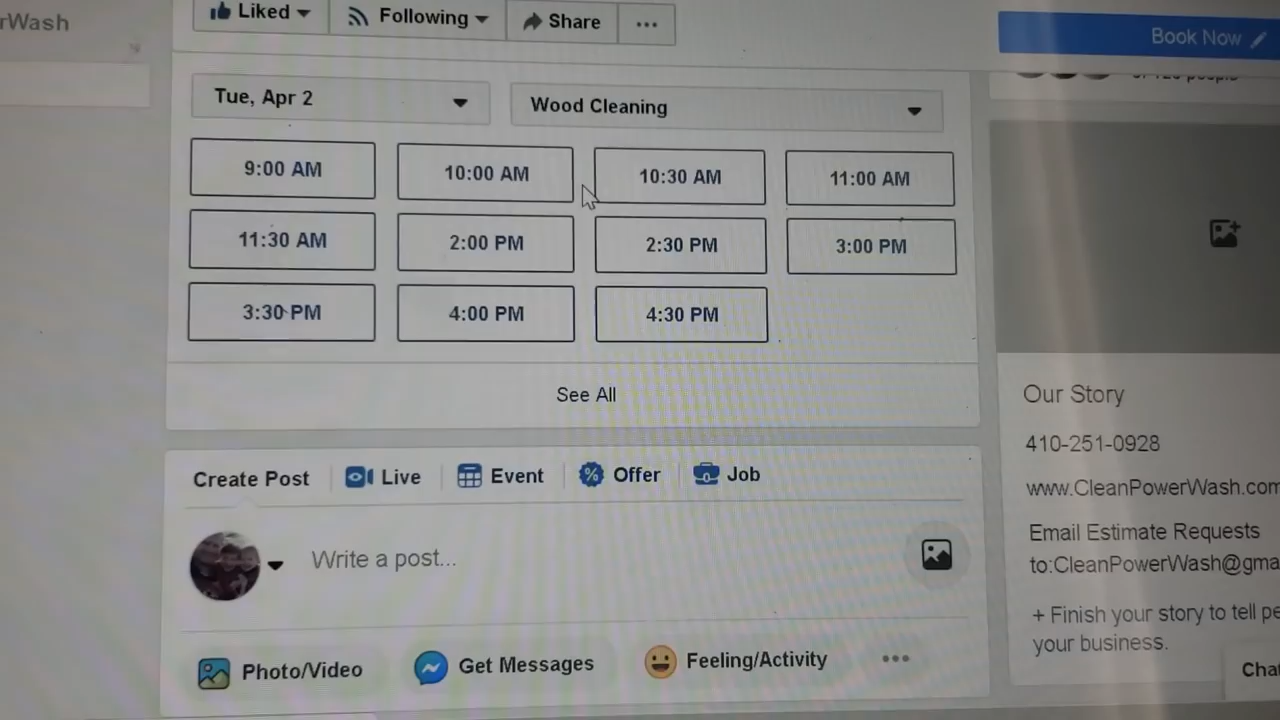 rWash
Liked
Following
Share
Book Now
Tue, Apr 2
Wood Cleaning
9:00 AM
10:00 AM
10:30 AM
11:00 AM
11:30 AM
2:00 PM
2:30 PM
3:00 PM
3:30 PM
4:00 PM
4:30 PM
See All
Create Post
Live
Event
Offer
Job
Write a post...
Photo/Video
Get Messages
Feeling/Activity
Our Story
410-251-0928
www.CleanPowerWash.com
Email Estimate Requests
to:CleanPowerWash@gma
+ Finish your story to tell pe
your business.
Chat